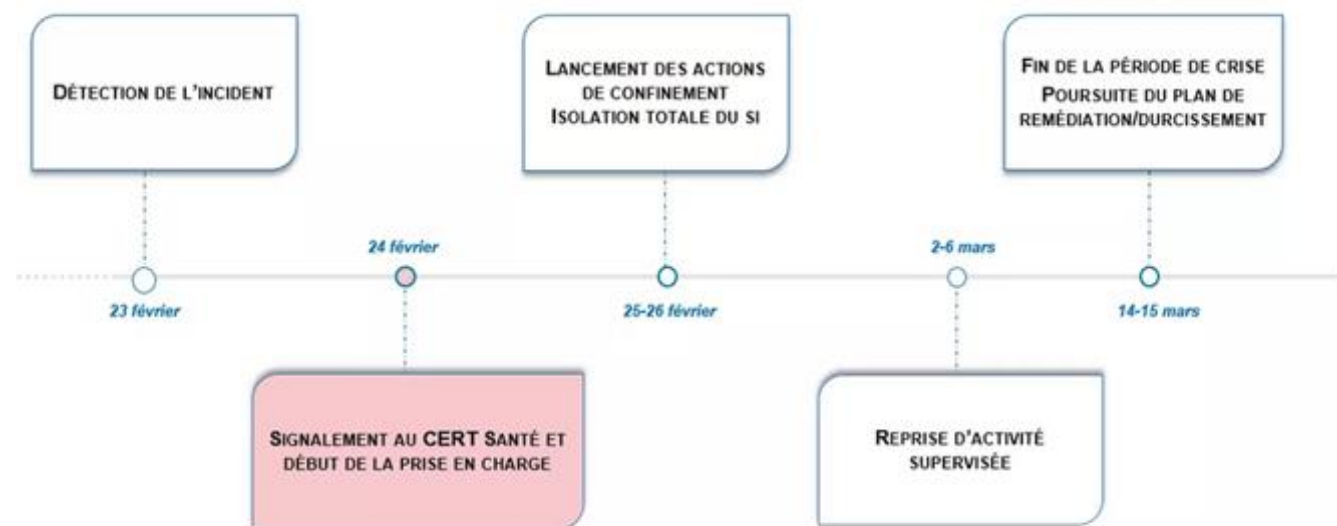 DÉTECTION DE L'INCIDENT
23 février
24 février
SIGNALEMENT AU CERT SANTÉ ET
DÉBUT DE LA PRISE EN CHARGE
LANCEMENT DES ACTIONS
DE CONFINEMENT
ISOLATION TOTALE DU SI
25-26 février
2-6 mars
REPRISE D'ACTIVITÉ
SUPERVISÉE
FIN DE LA PÉRIODE DE CRISE
POURSUITE DU PLAN DE
REMÉDIATION/DURCISSEMENT
14-15 mars